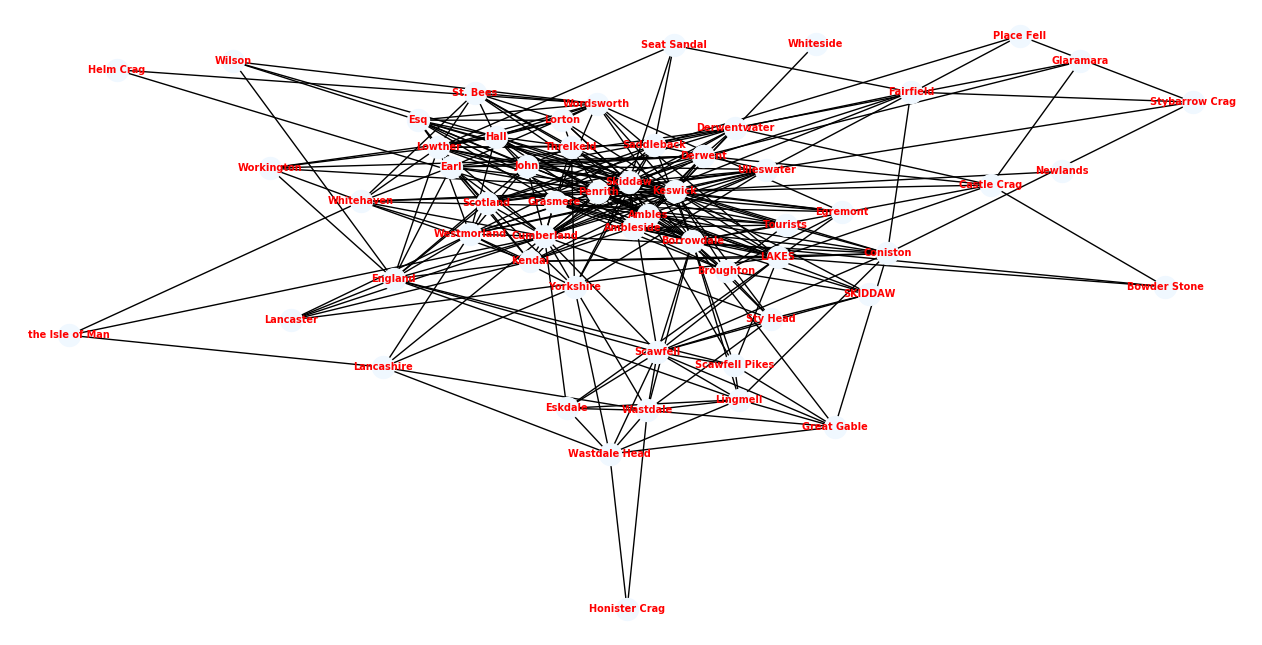 Place Fell
Seat Sandal
Whiteside
Wilson
Glaramara
Helm Crag
St. Bees
Fairfield
Styborrow Crag
Wordsworth
Esq
Lorton
Derwentwater
Hall
Lowther
Threlkeld
Saddleback
Derwent
Workington
Earl
John
Ulleswater
Newlands
Skiddaw
Castle Crag
Penrith
Keswick
Whitehaven
Scotland
Grasmere
Egremont
Ambles
Ambleside
Tourists
Westmorland
Cumberland
Borrowdale
Coniston
Kendal
LAKES
Broughton
England
Yorkshire
Bowder Stone
SKIDDAW
Lancaster
Sty Head
the Isle of Man
Scawfell
Lancashire
Scawfell Pikes
Eskdale
Wastdale
Lingmell
Great Gable
Wastdale Head
Honister Crag